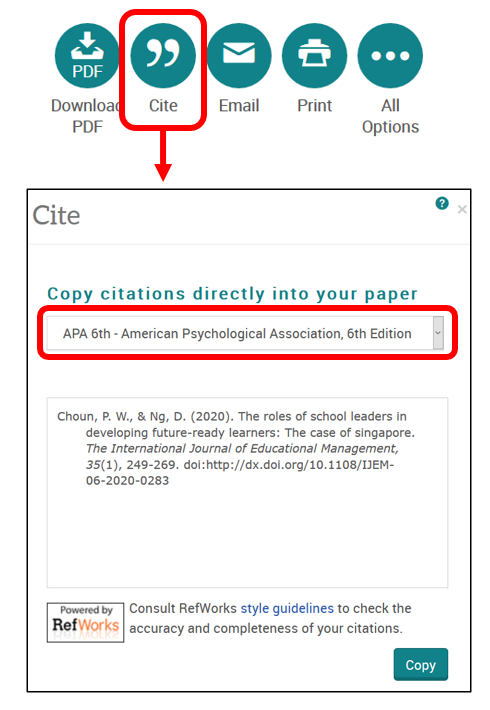 PDF
Download
PDF
Cite
Email
Print
All
Options
Cite
?
×
Copy citations directly into your paper
APA 6th - American Psychological Association, 6th Edition
Choun, P. W., & Ng, D. (2020). The roles of school leaders in
developing future-ready learners: The case of singapore.
The International Journal of Educational Management,
35(1), 249-269. doi:http://dx.doi.org/10.1108/IJEM-
06-2020-0283
Powered by
RefWorks
Consult RefWorks style guidelines to check the
accuracy and completeness of your citations.
Copy